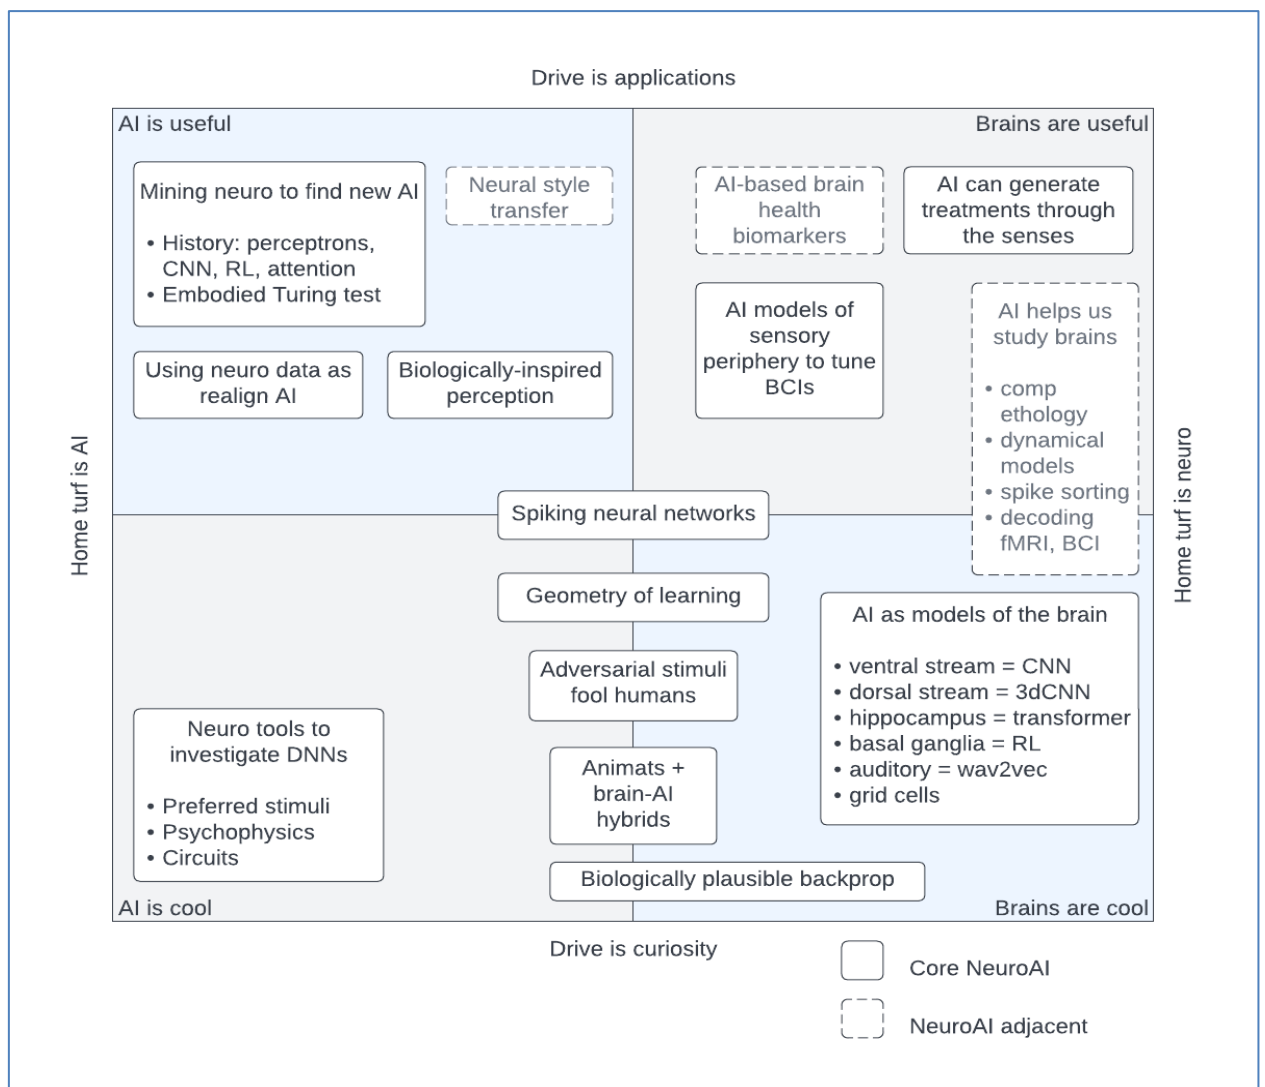 Drive is applications
AI is useful
Brains are useful
Mining neuro to find new AI
• History: perceptrons,
CNN, RL, attention
• Embodied Turing test
Neural style
transfer
AI-based brain
health
biomarkers
AI can generate
treatments through
the senses
Using neuro data as
realign AI
Biologically-inspired
perception
AI models of
sensory
periphery to tune
BCIs
AI helps us
study brains
• comp
ethology
• dynamical
models
• spike sorting
• decoding
fMRI, BCI
Home turf is AI
Home turf is neuro
Spiking neural networks
Geometry of learning
Adversarial stimuli
fool humans
Animats +
brain-AI
hybrids
Biologically plausible backprop
Neuro tools to
investigate DNNs
• Preferred stimuli
• Psychophysics
• Circuits
AI as models of the brain
• ventral stream = CNN
• dorsal stream = 3dCNN
• hippocampus = transformer
• basal ganglia = RL
• auditory = wav2vec
• grid cells
AI is cool
Brains are cool
Drive is curiosity
Core NeuroAI
NeuroAI adjacent